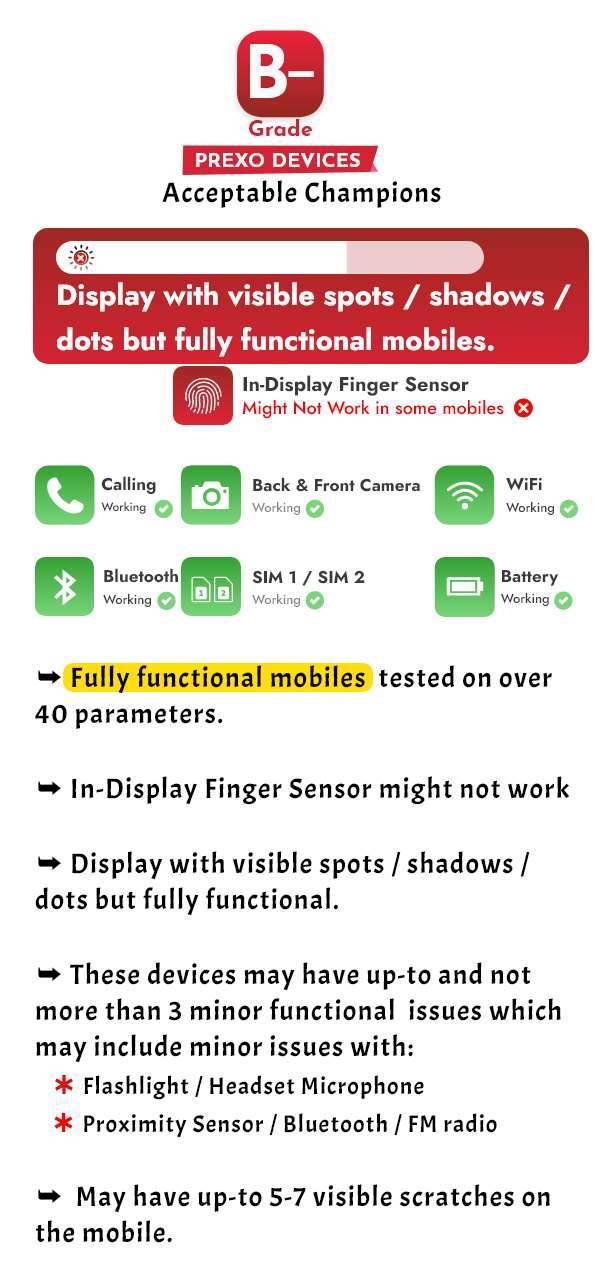 B-
Grade
PREXO DEVICES
Acceptable Champions
Display with visible spots / shadows /
dots but fully functional mobiles.
In-Display Finger Sensor
Might Not Work in some mobiles
Calling
Working
Back & Front Camera
Working
WiFi
Working
Bluetooth
Working
1 2
SIM 1 / SIM 2
Working
Battery
Working
➥ Fully functional mobiles tested on over
40 parameters.
➥ In-Display Finger Sensor might not work
➥ Display with visible spots / shadows /
dots but fully functional.
➥ These devices may have up-to and not
more than 3 minor functional issues which
may include minor issues with:
* Flashlight / Headset Microphone
* Proximity Sensor / Bluetooth / FM radio
➥ May have up-to 5-7 visible scratches on
the mobile.